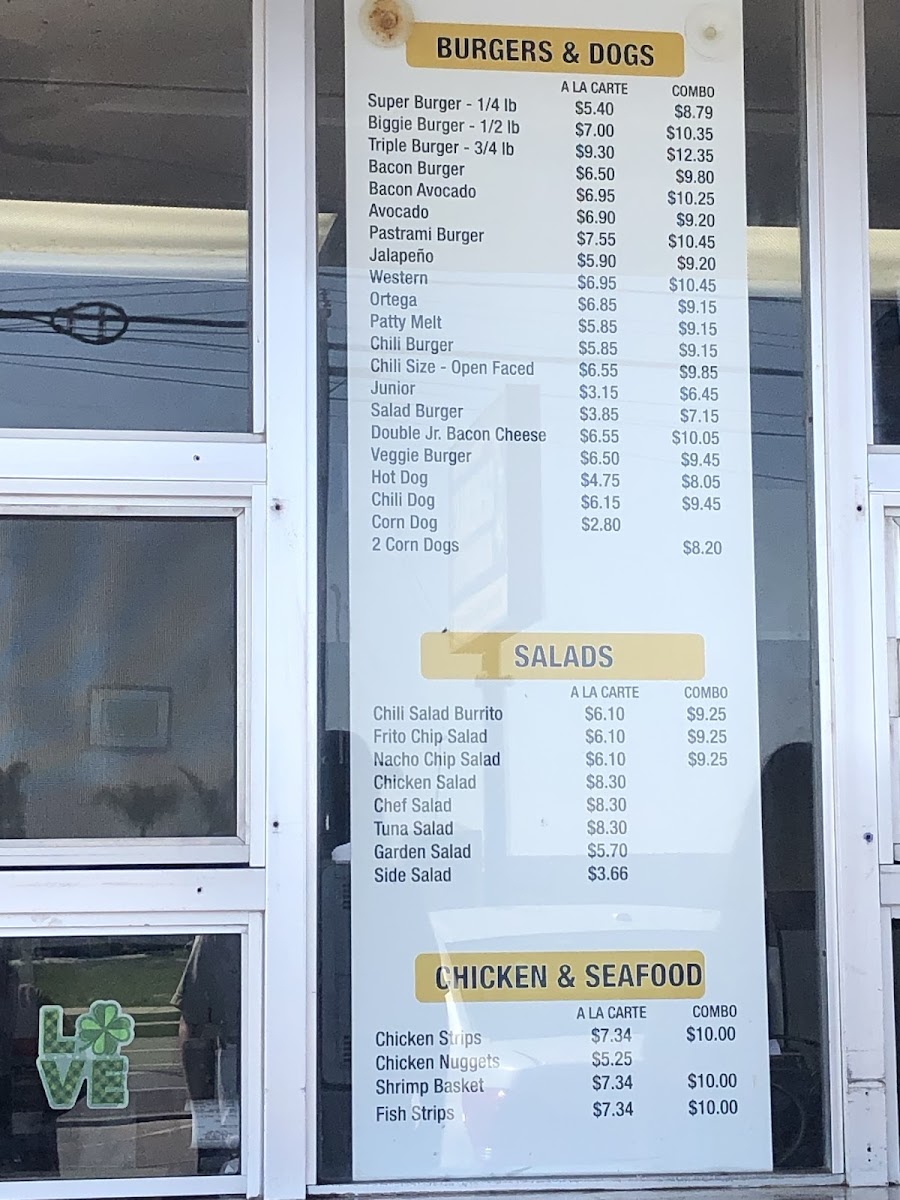 BURGERS & DOGS
A LA CARTE COMBO
Super Burger - 1/4 lb $5.40 $8.79
Biggie Burger - 1/2 lb $7.00 $10.35
Triple Burger - 3/4 lb $9.30 $12.35
Bacon Burger $6.50 $9.80
Bacon Avocado $6.95 $10.25
Avocado $6.90 $9.20
Pastrami Burger $7.55 $10.45
Jalapeño $5.90 $9.20
Western $6.95 $10.45
Ortega $6.85 $9.15
Patty Melt $5.85 $9.15
Chili Burger $5.85 $9.15
Chili Size - Open Faced $6.55 $9.85
Junior $3.15 $6.45
Salad Burger $3.85 $7.15
Double Jr. Bacon Cheese $6.55 $10.05
Veggie Burger $6.50 $9.45
Hot Dog $4.75 $8.05
Chili Dog $6.15 $9.45
Corn Dog $2.80
2 Corn Dogs $8.20
SALADS
A LA CARTE COMBO
Chili Salad Burrito $6.10 $9.25
Frito Chip Salad $6.10 $9.25
Nacho Chip Salad $6.10 $9.25
Chicken Salad $8.30
Chef Salad $8.30
Tuna Salad $8.30
Garden Salad $5.70
Side Salad $3.66
CHICKEN & SEAFOOD
A LA CARTE COMBO
Chicken Strips $7.34 $10.00
Chicken Nuggets $5.25
Shrimp Basket $7.34 $10.00
Fish Strips $7.34 $10.00
LOVE